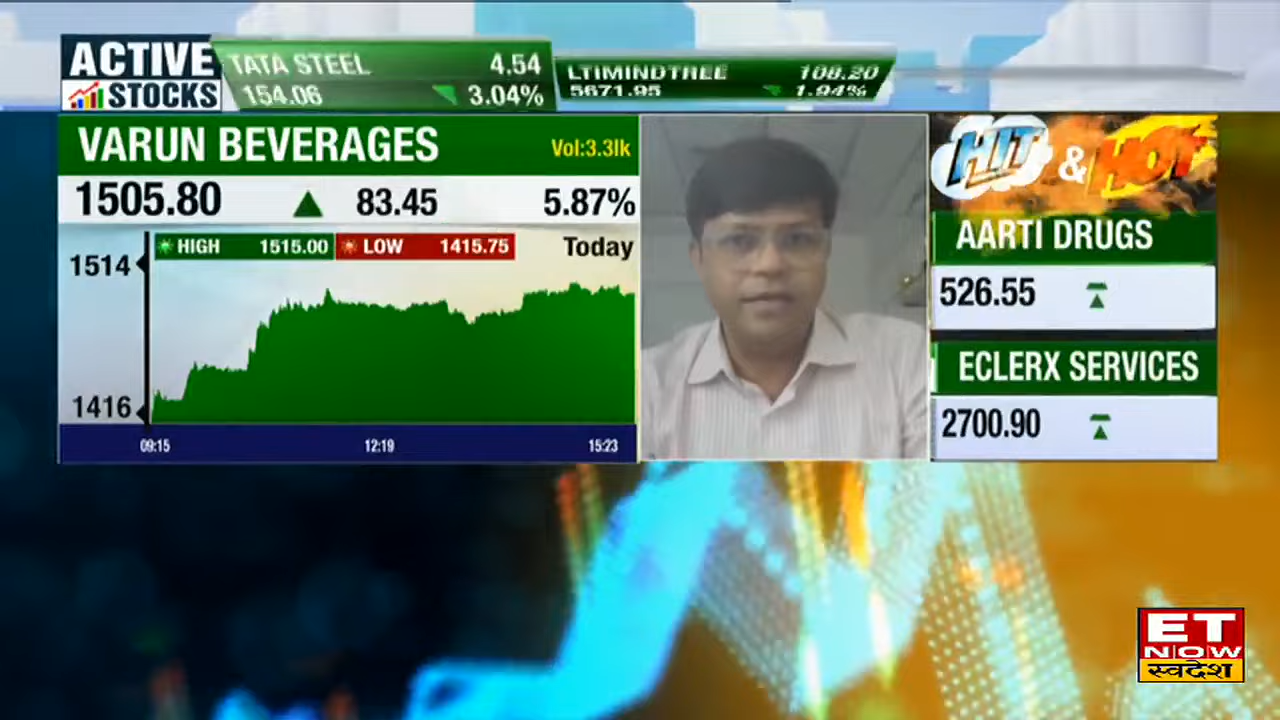 ACTIVE
STOCKS
TATA STEEL 4.54
154.06 3.04%
LTIMINDTREE 108.20
5671.95 1.94%
VARUN BEVERAGES Vol:3.3lk
1505.80 83.45 5.87%
HIGH 1515.00 LOW 1415.75 Today
1514
1416
09:15 12:19 15:23
HIT & HOT
AARTI DRUGS
526.55
ECLERX SERVICES
2700.90
ET
NOW
स्वदेश